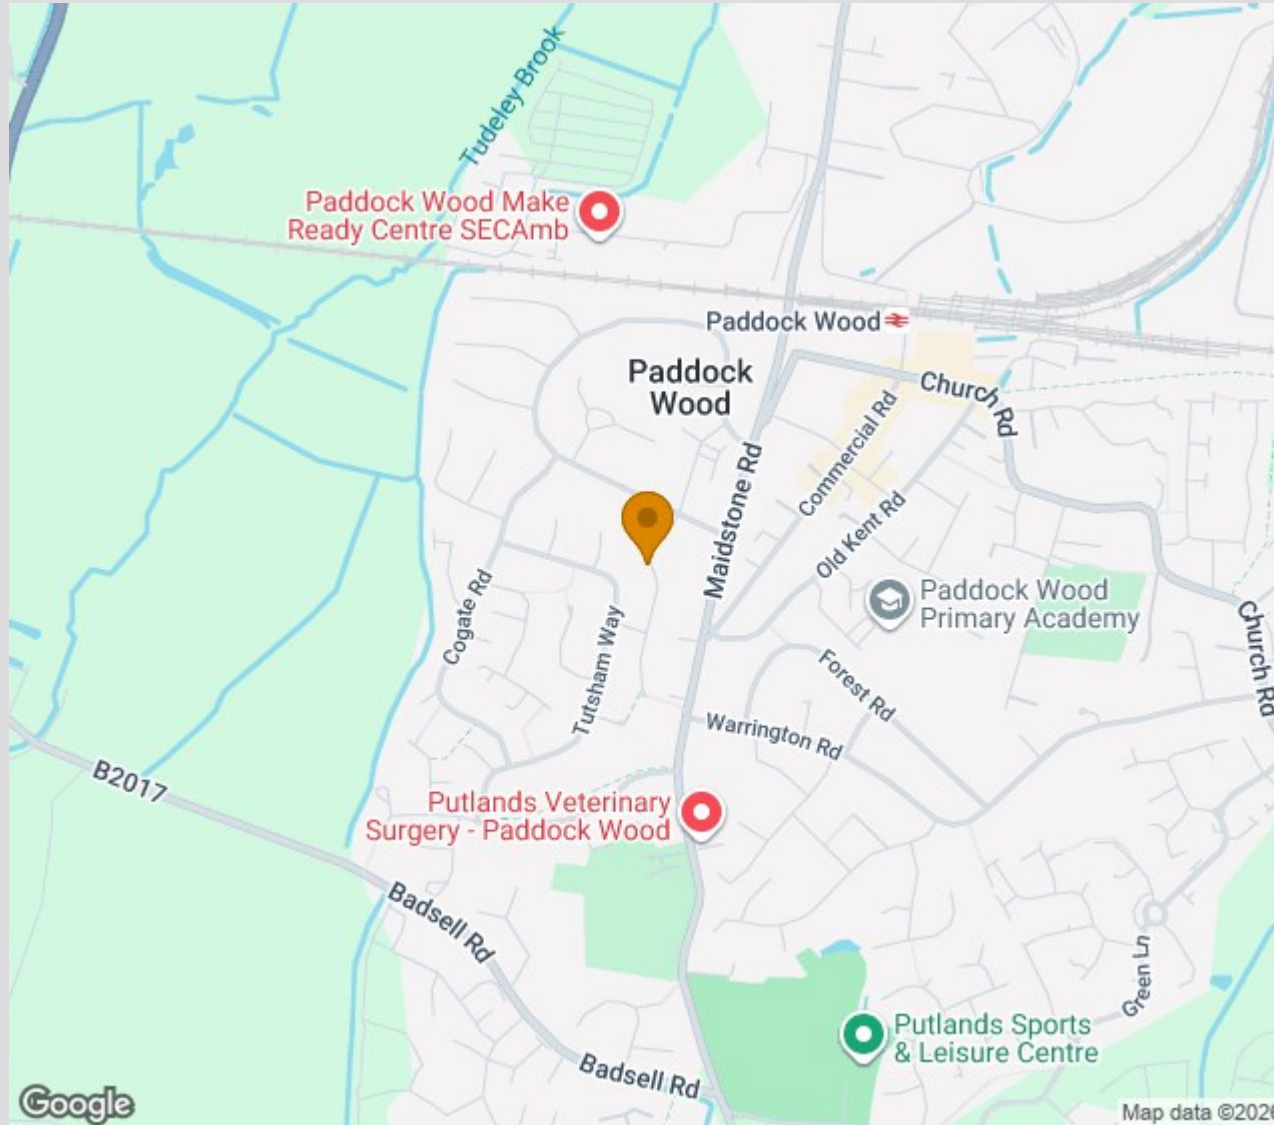 Tudeley Brook
Paddock Wood Make
Ready Centre SECAmb
Paddock Wood
Paddock
Wood
Church Rd
Commercial Rd
Maidstone Rd
Old Kent Rd
Paddock Wood
Primary Academy
Cogate Rd
Tutsham Way
Church Rd
Forest Rd
Warrington Rd
B2017
Putlands Veterinary
Surgery - Paddock Wood
Badsell Rd
Green Ln
Putlands Sports
& Leisure Centre
Badsell Rd
Google
Map data ©2026